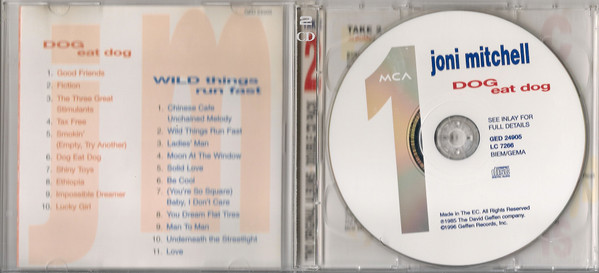 DOG
eat dog
1. Good Friends
2. Fiction
3. The Three Great
Stimulants
4. Tax Free
5. Smokin'
(Empty, Try Another)
6. Dog Eat Dog
7. Shiny Toys
8. Ethiopia
9. Impossible Dreamer
10. Lucky Girl
WILD things
run fast
1. Chinese Cafe
Unchained Melody
2. Wild Things Run Fast
3. Ladies' Man
4. Moon At The Window
5. Solid Love
6. Be Cool
7. (You're So Square)
Baby, I Don't Care
8. You Dream Flat Tires
9. Man To Man
10. Underneath the Streetlight
11. Love
jm
2
CD
TAKE 2
2
1
MCA
joni mitchell
DOG
eat dog
SEE INLAY FOR
FULL DETAILS
GED 24905
LC 7266
BIEM/GEMA
Made in The EC. All Rights Reserved
℗1985 The David Geffen company.
©1996 Geffen Records, Inc.